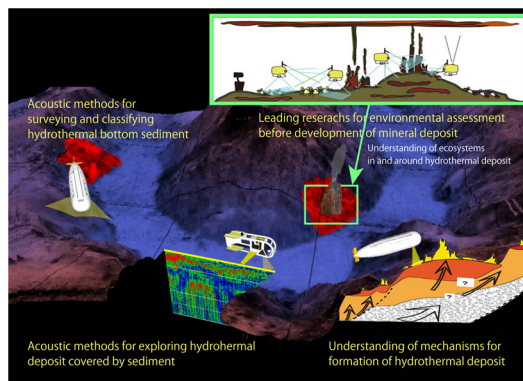 Acoustic methods for
surveying and classifying
hydrothermal bottom sediment
Leading reserachs for environmental assessment
before development of mineral deposit
Understanding of ecosystems
in and around hydrothermal deposit
?
?
Acoustic methods for exploring hydrohermal
deposit covered by sediment
Understanding of mechanisms for
formation of hydrothermal deposit